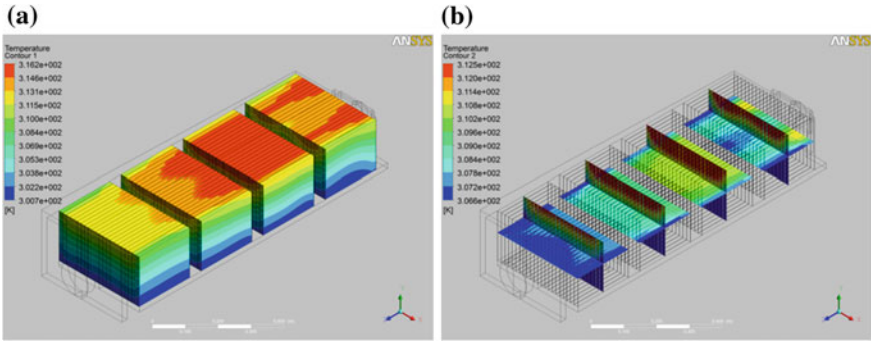 (a)
ANSYS
Temperature
Contour 1
3.162e+002
3.146e+002
3.131e+002
3.115e+002
3.100e+002
3.084e+002
3.069e+002
3.053e+002
3.038e+002
3.022e+002
3.007e+002
[K]
(b)
ANSYS
Temperature
Contour 2
3.125e+002
3.120e+002
3.114e+002
3.108e+002
3.102e+002
3.096e+002
3.090e+002
3.084e+002
3.078e+002
3.072e+002
3.066e+002
[K]